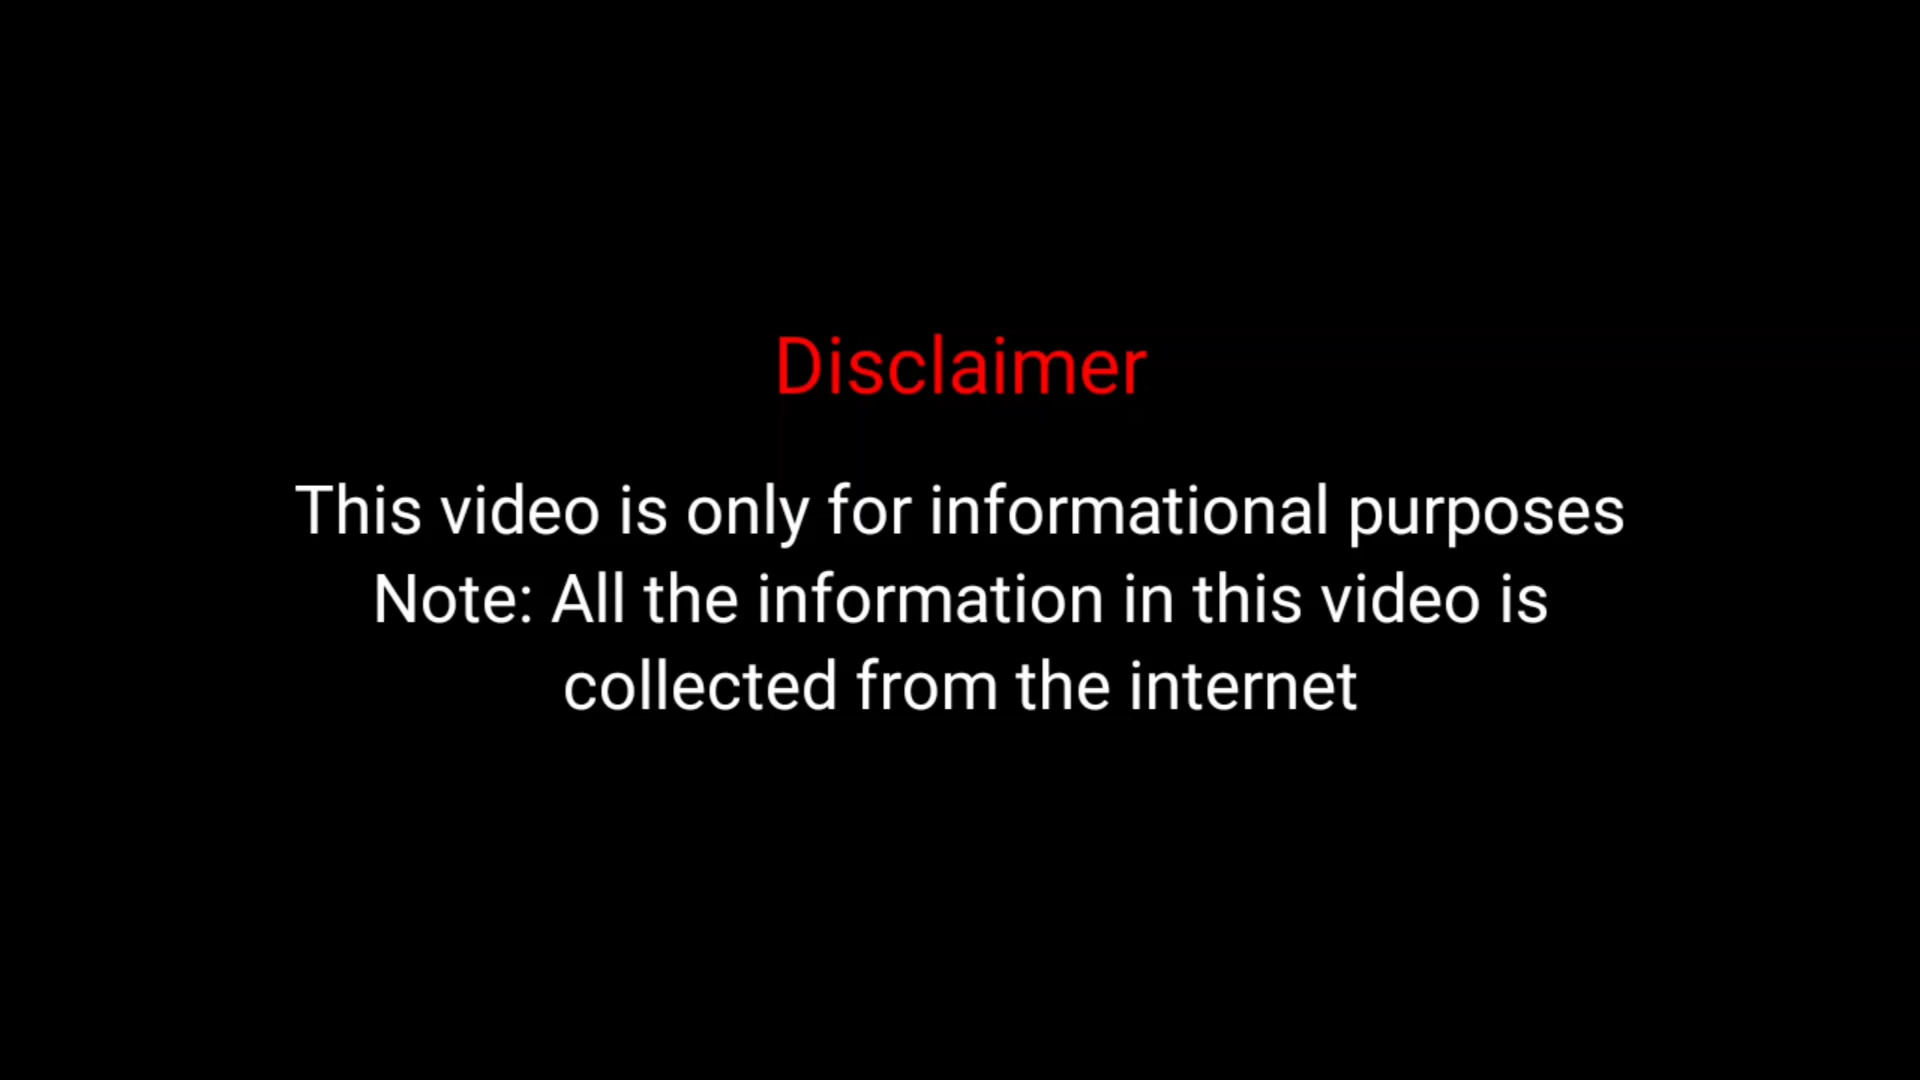 Disclaimer
This video is only for informational purposes
Note: All the information in this video is
collected from the internet